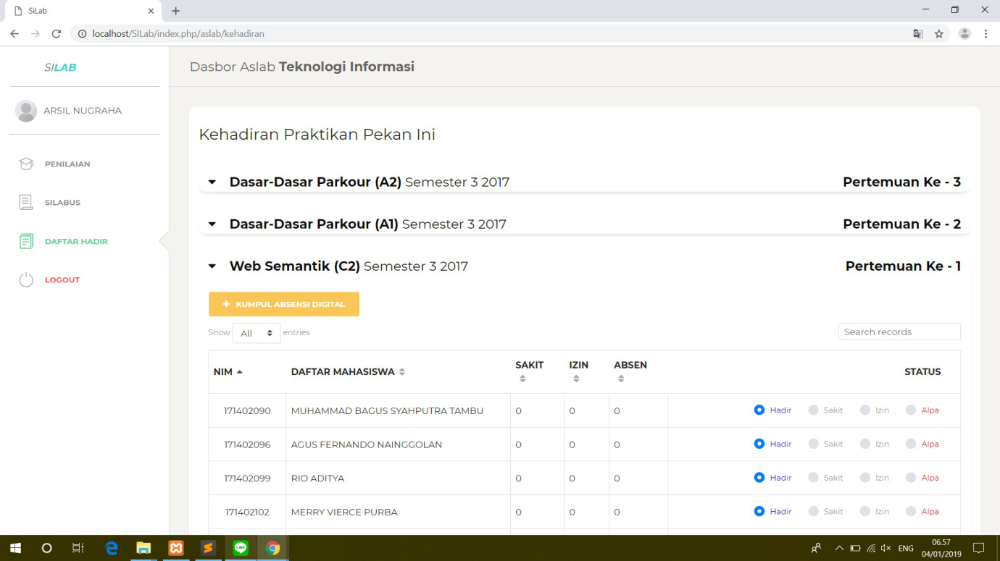 SiLab
localhost/SILab/index.php/aslab/kehadiran
SILAB
Dasbor Aslab Teknologi Informasi
ARSIL NUGRAHA
PENILAIAN
SILABUS
DAFTAR HADIR
LOGOUT
Kehadiran Praktikan Pekan Ini
Dasar-Dasar Parkour (A2) Semester 3 2017 Pertemuan Ke - 3
Dasar-Dasar Parkour (A1) Semester 3 2017 Pertemuan Ke - 2
Web Semantik (C2) Semester 3 2017 Pertemuan Ke - 1
+ KUMPUL ABSENSI DIGITAL
Show All entries Search records
NIM DAFTAR MAHASISWA SAKIT IZIN ABSEN STATUS
171402090 MUHAMMAD BAGUS SYAHPUTRA TAMBU 0 0 0 Hadir Sakit Izin Alpa
171402096 AGUS FERNANDO NAINGGOLAN 0 0 0 Hadir Sakit Izin Alpa
171402099 RIO ADITYA 0 0 0 Hadir Sakit Izin Alpa
171402102 MERRY VIERCE PURBA 0 0 0 Hadir Sakit Izin Alpa
LINE
ENG
06.57
04/01/2019